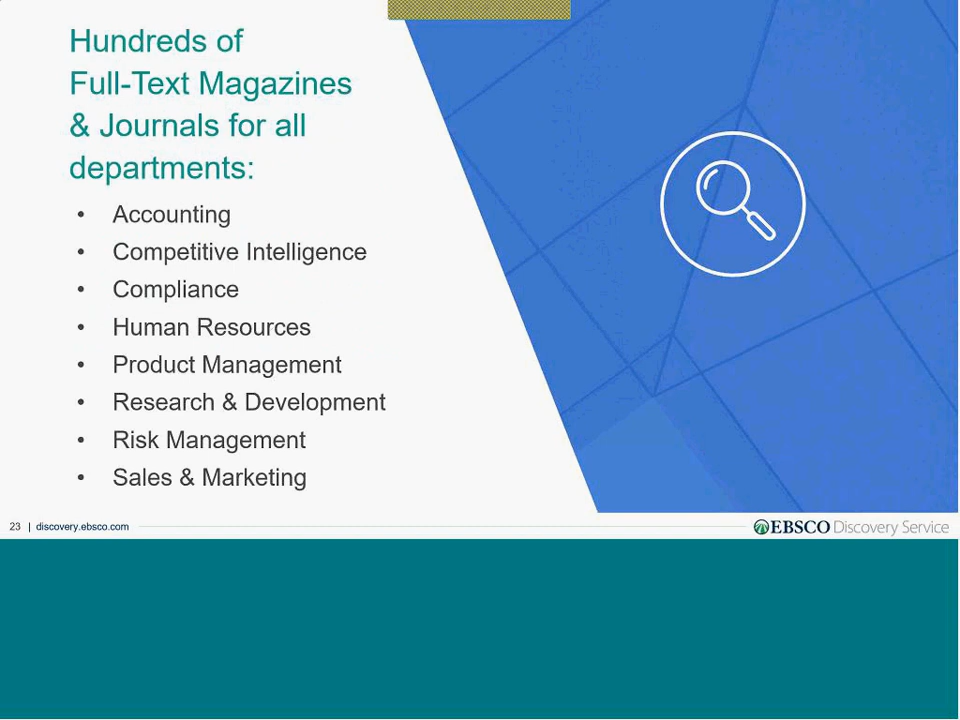 Hundreds of
Full-Text Magazines
& Journals for all
departments:
• Accounting
• Competitive Intelligence
• Compliance
• Human Resources
• Product Management
• Research & Development
• Risk Management
• Sales & Marketing
23 | discovery.ebsco.com
EBSCO Discovery Service